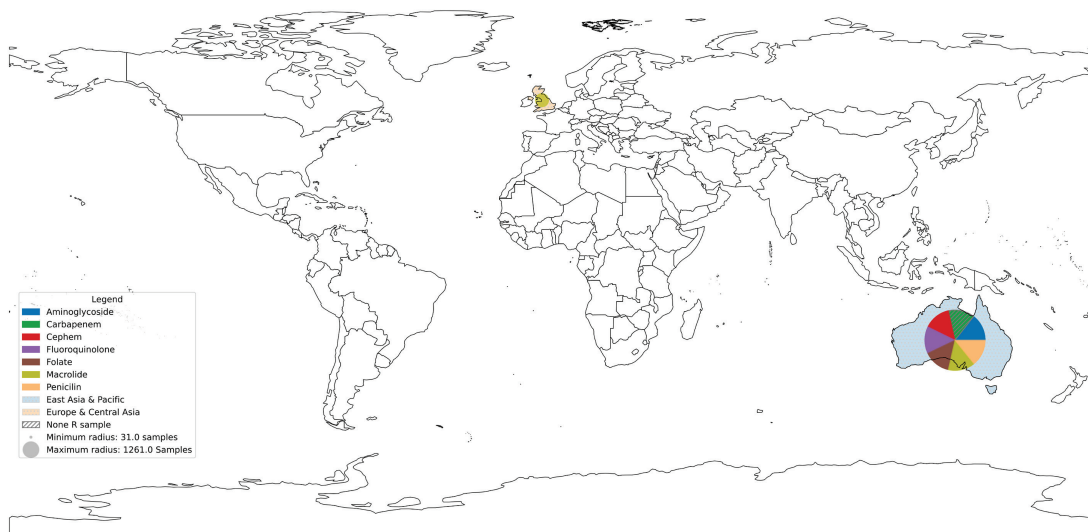 Legend
Aminoglycoside
Carbapenem
Cephem
Fluoroquinolone
Folate
Macrolide
Penicilin
East Asia & Pacific
Europe & Central Asia
None R sample
Minimum radius: 31.0 samples
Maximum radius: 1261.0 Samples